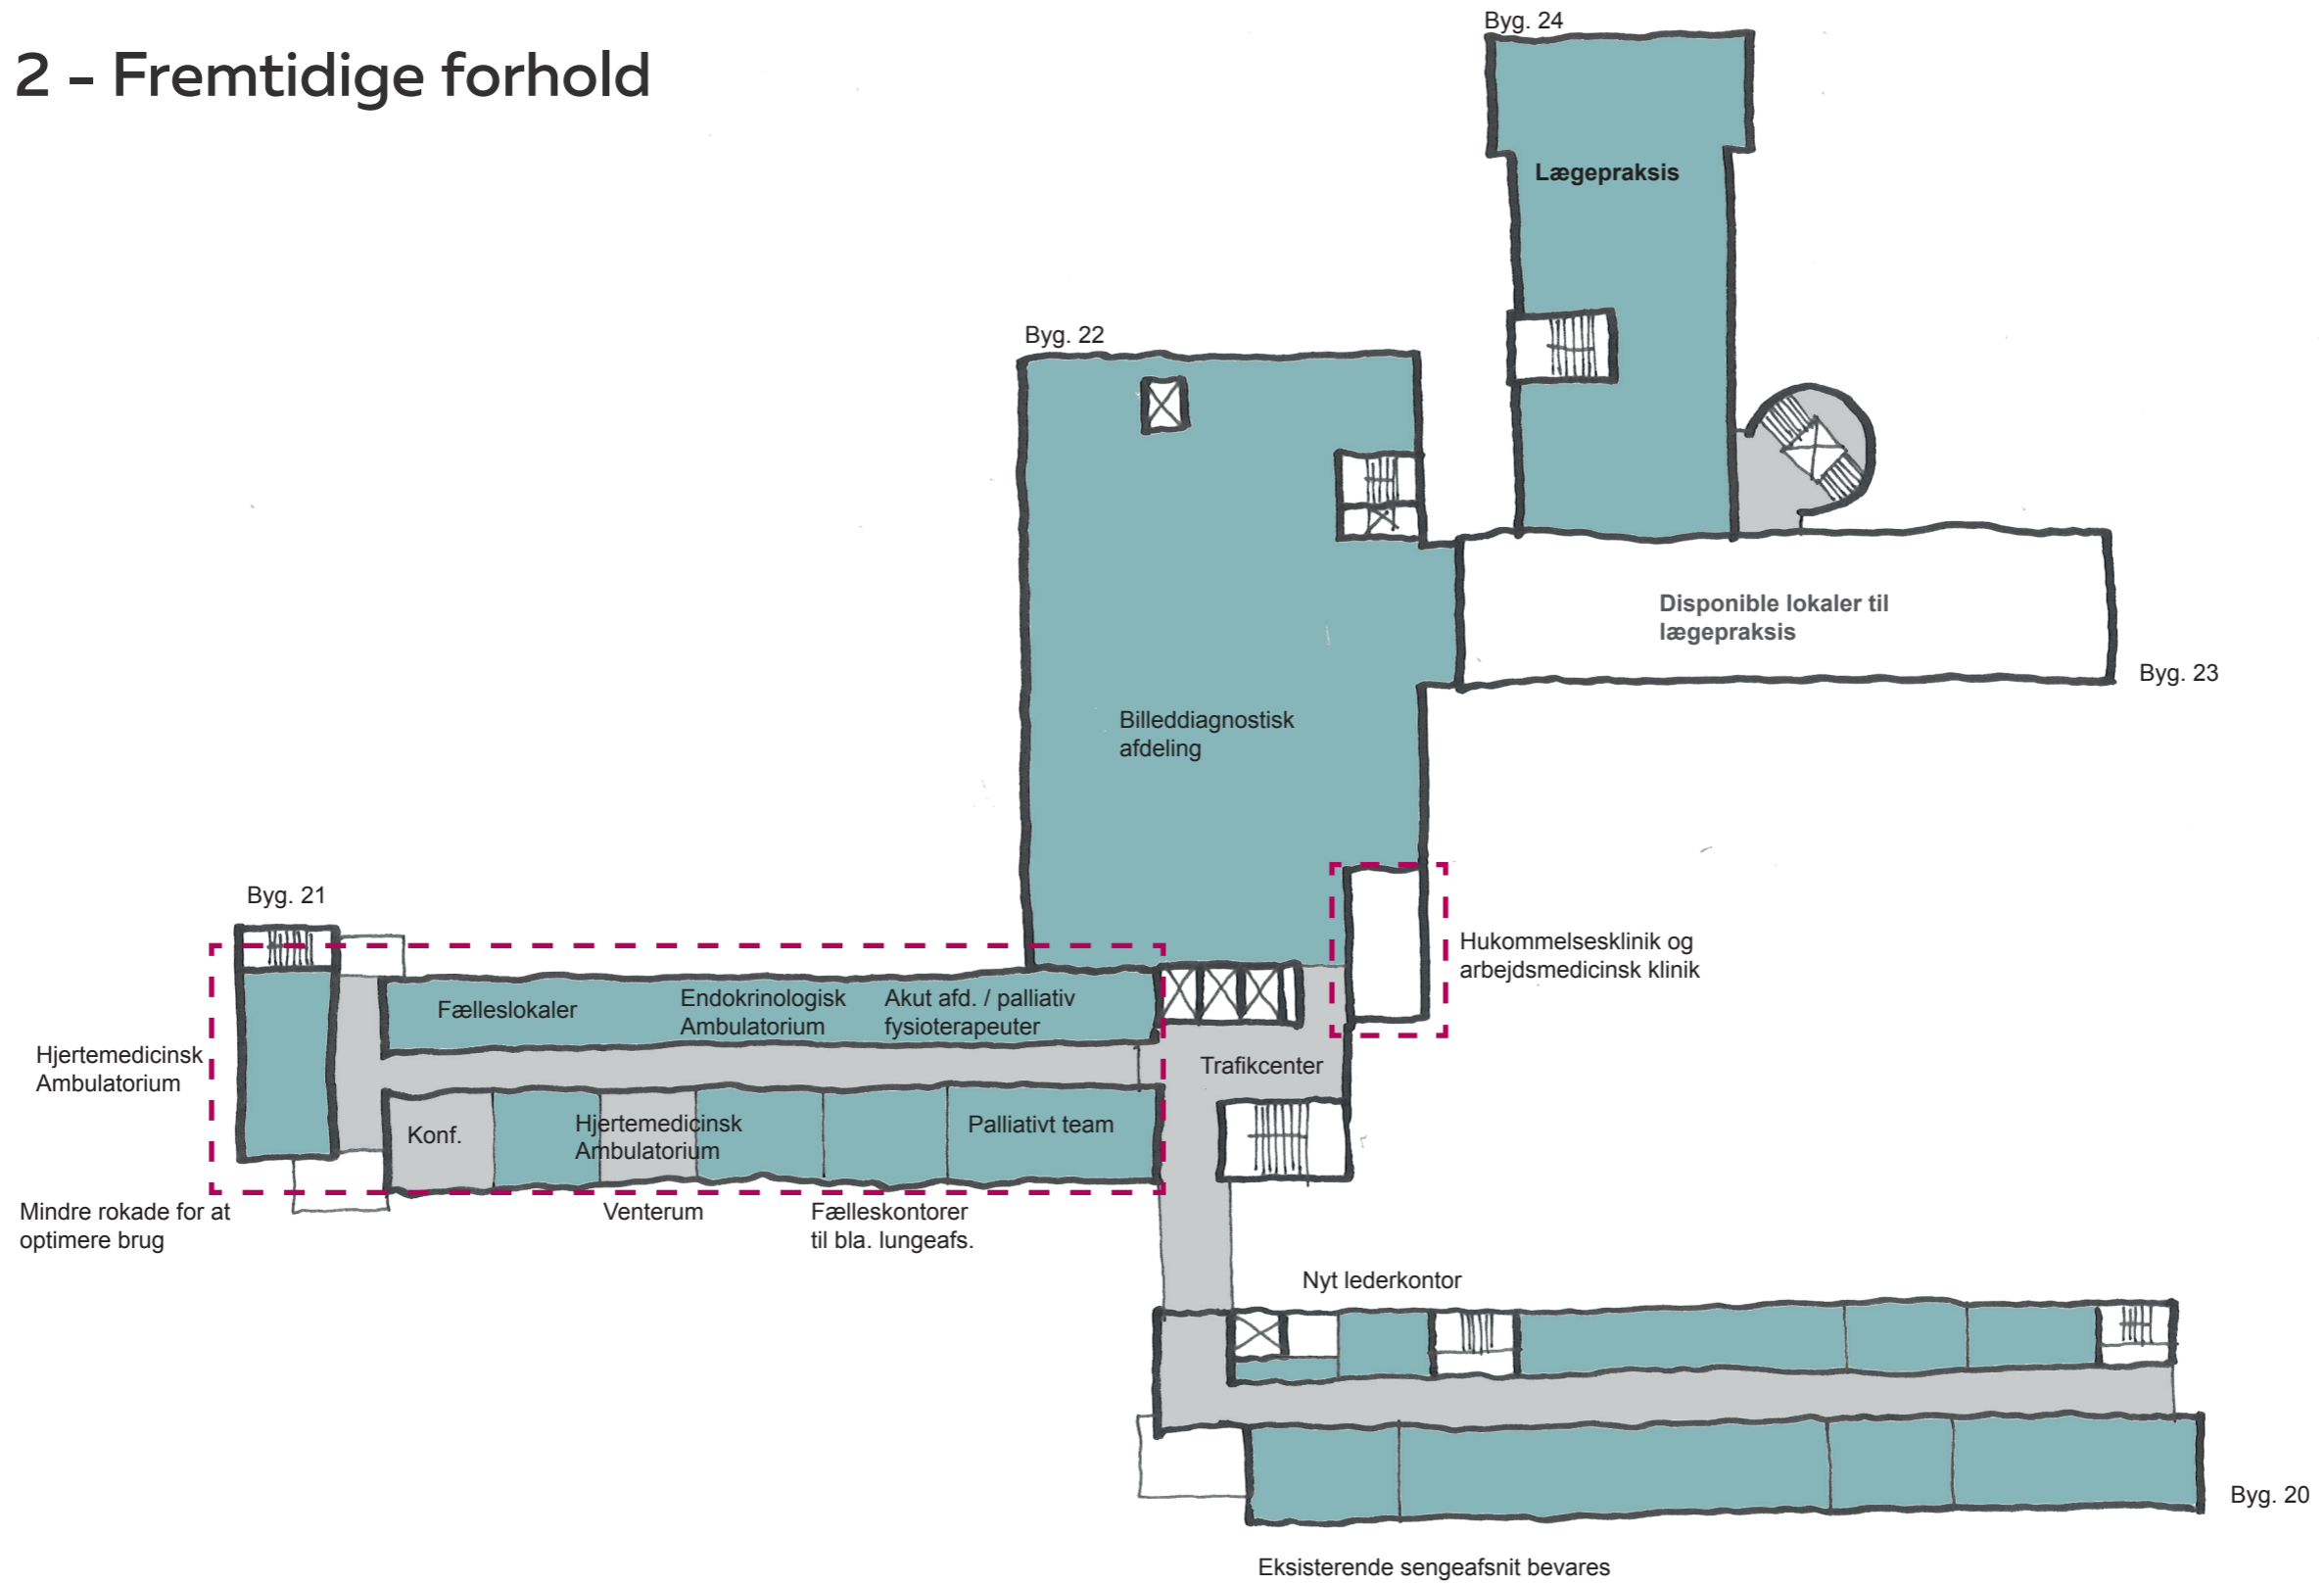 2 - Fremtidige forhold
Byg. 24
Lægepraksis
Byg. 22
Disponible lokaler til
lægepraksis
Byg. 23
Billeddiagnostisk
afdeling
Byg. 21
Hukommelsesklinik og
arbejdsmedicinsk klinik
Fælleslokaler
Endokrinologisk
Ambulatorium
Akut afd. / palliativ
fysioterapeuter
Hjertemedicinsk
Ambulatorium
Trafikcenter
Konf.
Hjertemedicinsk
Ambulatorium
Palliativt team
Mindre rokade for at
optimere brug
Venterum
Fælleskontorer
til bla. lungeafs.
Nyt lederkontor
Byg. 20
Eksisterende sengeafsnit bevares